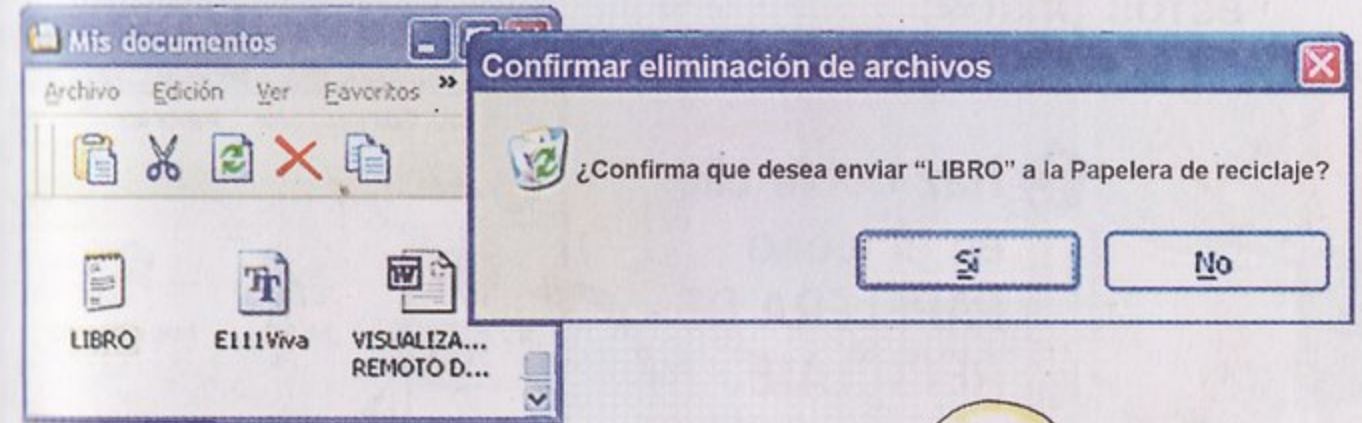 Mis documentos
Archivo Edición Ver Favoritos »
LIBRO E111Viva VISUALIZA...
REMOTO D...
Confirmar eliminación de archivos
¿Confirma que desea enviar “LIBRO” a la Papelera de reciclaje?
Sí No